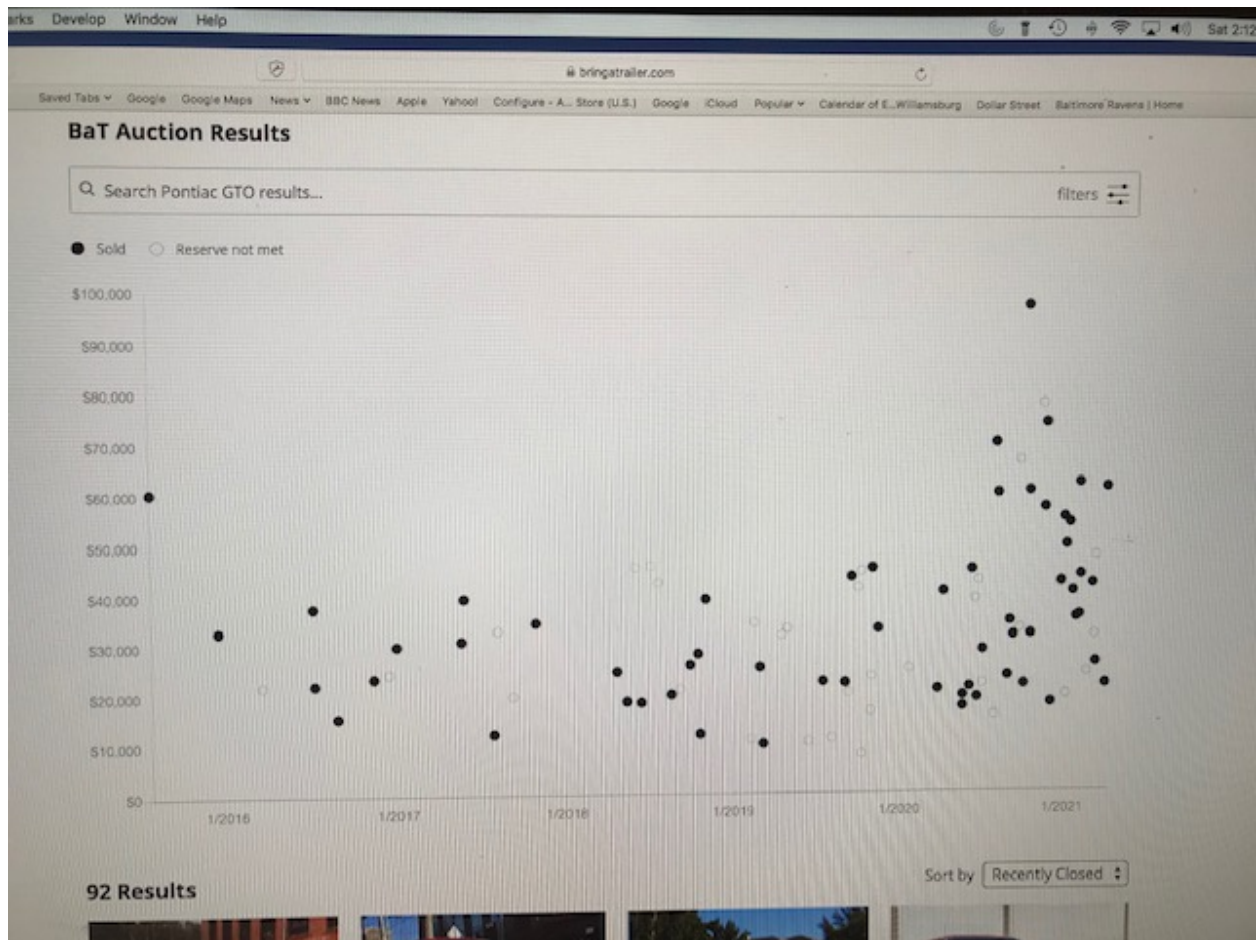 arks Develop Window Help Sat 2:12
bringatrailer.com
Saved Tabs Google Google Maps News BBC News Apple Yahoo! Configure - A... Store (U.S.) Google iCloud Popular Calendar of E...Williamsburg Dollar Street Baltimore Ravens | Home
BaT Auction Results
Search Pontiac GTO results... filters
Sold Reserve not met
$100,000
$90,000
$80,000
$70,000
$60,000
$50,000
$40,000
$30,000
$20,000
$10,000
$0
1/2016 1/2017 1/2018 1/2019 1/2020 1/2021
92 Results Sort by Recently Closed